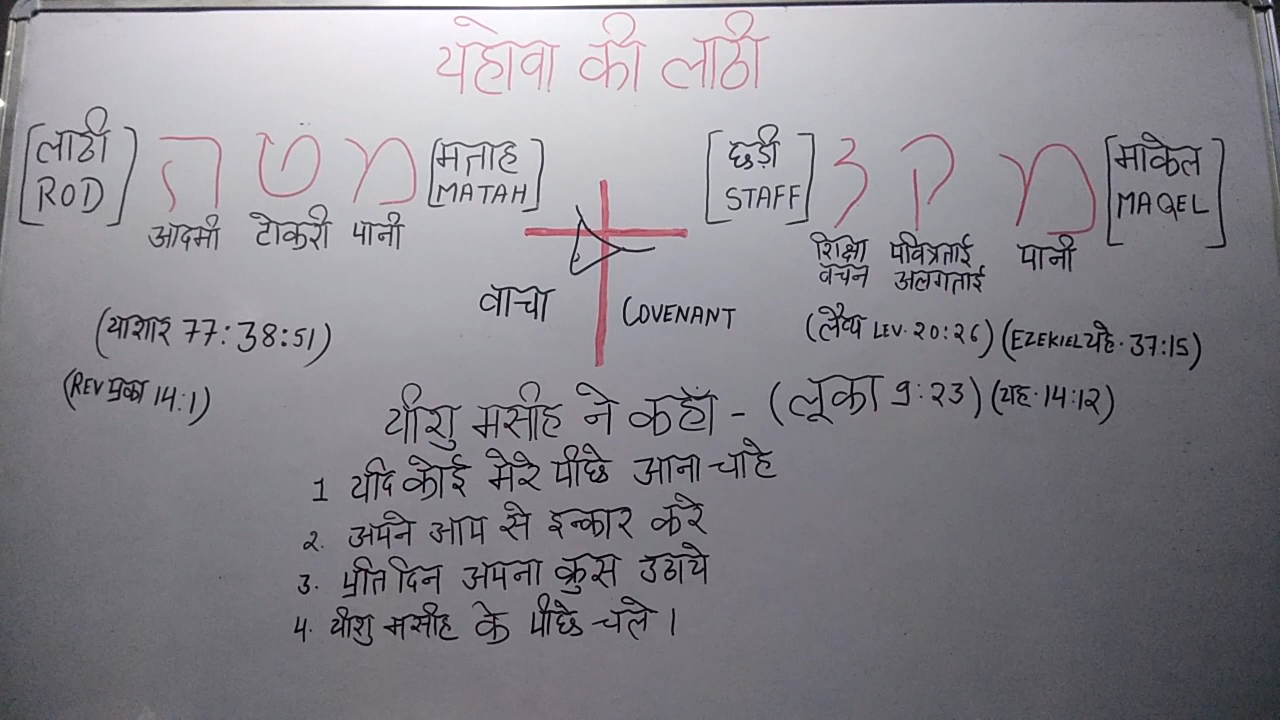 यहोवा की लाठी
[लाठी ROD] ה ט מ [मत्ताह MATAH]
आदमी टोकरी पानी
[छड़ी STAFF] ל ק מ [माकेल MAQEL]
शिक्षा वचन पवित्रताई अलगताई पानी
वाचा COVENANT
(याशार 77:38:51)
(लैव्य LEV. 20:26) (EZEKIEL यहे. 37:15)
(REV प्रका 14:1)
यीशु मसीह ने कहाँ - (लूका 9:23) (यह. 14:12)
1 यदि कोई मेरे पीछे आना चाहे
2. अपने आप से इन्कार करे
3. प्रतिदिन अपना क्रुस उठाये
4. यीशु मसीह के पीछे चले।